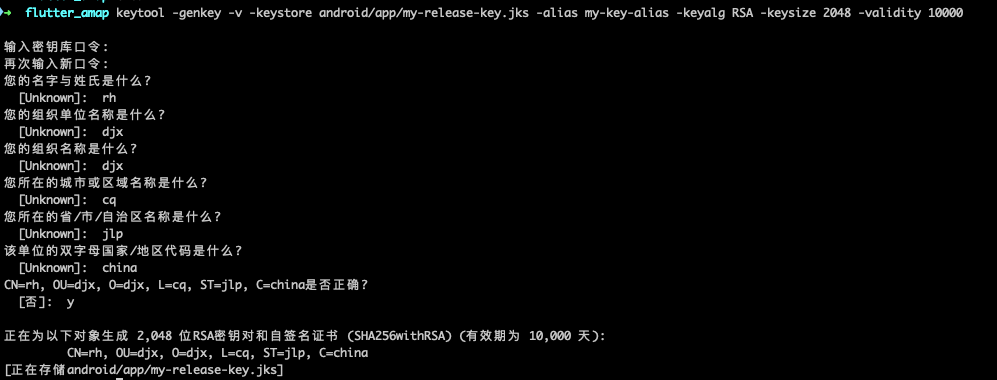 → flutter_amap keytool -genkey -v -keystore android/app/my-release-key.jks -alias my-key-alias -keyalg RSA -keysize 2048 -validity 10000
输入密钥库口令:
再次输入新口令:
您的名字与姓氏是什么?
[Unknown]: rh
您的组织单位名称是什么?
[Unknown]: djx
您的组织名称是什么?
[Unknown]: djx
您所在的城市或区域名称是什么?
[Unknown]: cq
您所在的省/市/自治区名称是什么?
[Unknown]: jlp
该单位的双字母国家/地区代码是什么?
[Unknown]: china
CN=rh, OU=djx, O=djx, L=cq, ST=jlp, C=china是否正确?
[否]: y
正在为以下对象生成 2,048 位RSA密钥对和自签名证书 (SHA256withRSA) (有效期为 10,000 天):
CN=rh, OU=djx, O=djx, L=cq, ST=jlp, C=china
[正在存储android/app/my-release-key.jks]